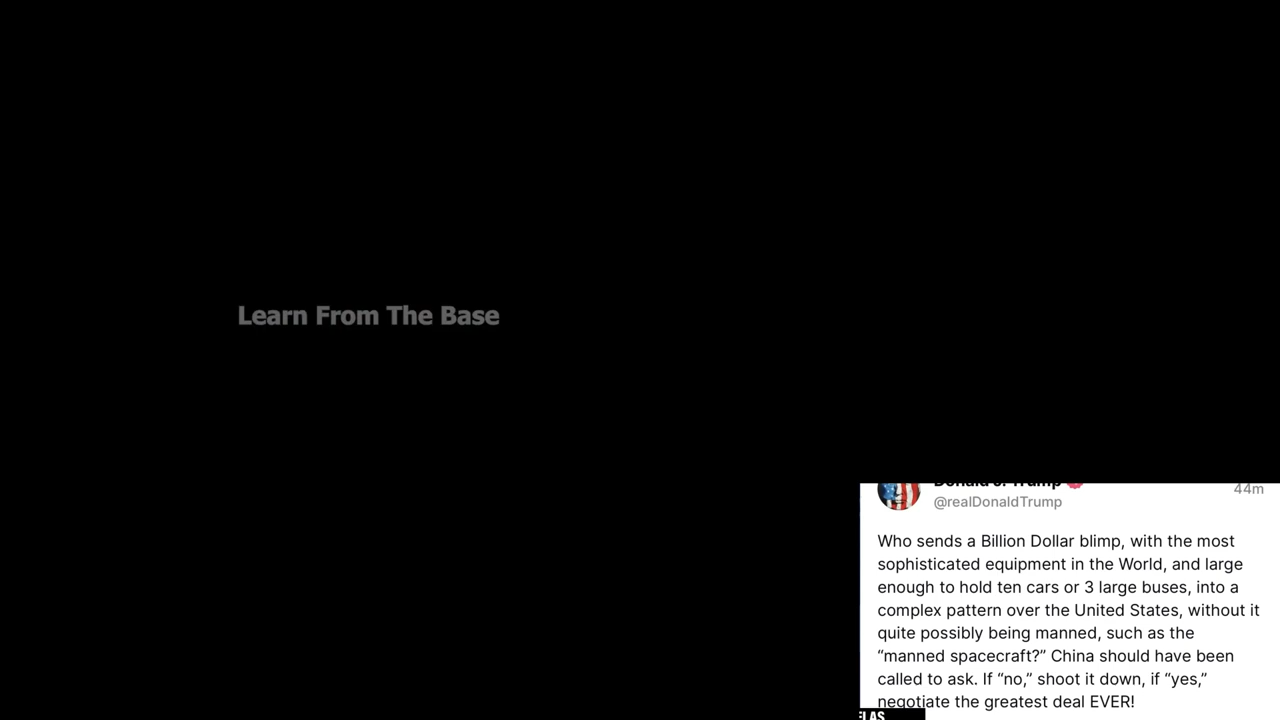 Learn From The Base
Donald J. Trump
44m
@realDonaldTrump
Who sends a Billion Dollar blimp, with the most
sophisticated equipment in the World, and large
enough to hold ten cars or 3 large buses, into a
complex pattern over the United States, without it
quite possibly being manned, such as the
“manned spacecraft?” China should have been
called to ask. If “no,” shoot it down, if “yes,”
negotiate the greatest deal EVER!